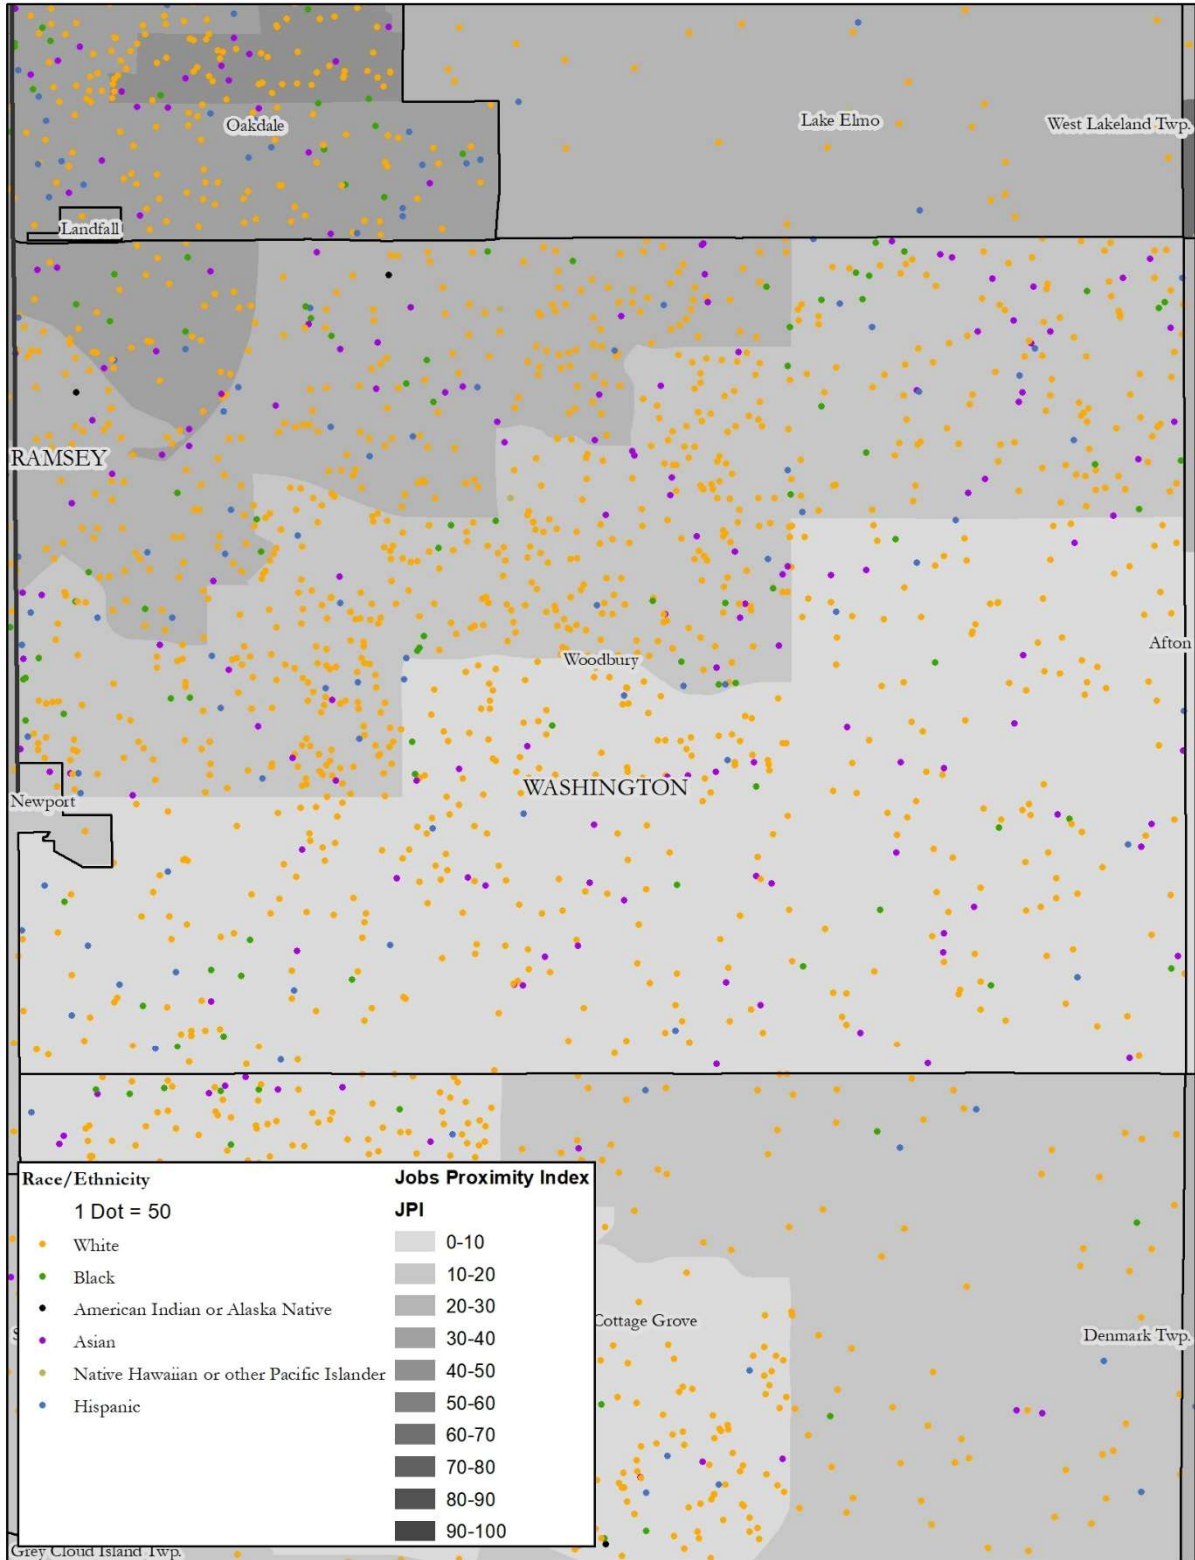 Oakdale
Lake Elmo
West Lakeland Twp.
Landfall
RAMSEY
Afton
Woodbury
WASHINGTON
Newport
Race/Ethnicity
1 Dot = 50
White
Black
American Indian or Alaska Native
Asian
Native Hawaiian or other Pacific Islander
Hispanic
Jobs Proximity Index
JPI
0-10
10-20
20-30
30-40
40-50
50-60
60-70
70-80
80-90
90-100
Cottage Grove
Denmark Twp.
Grey Cloud Island Twp.